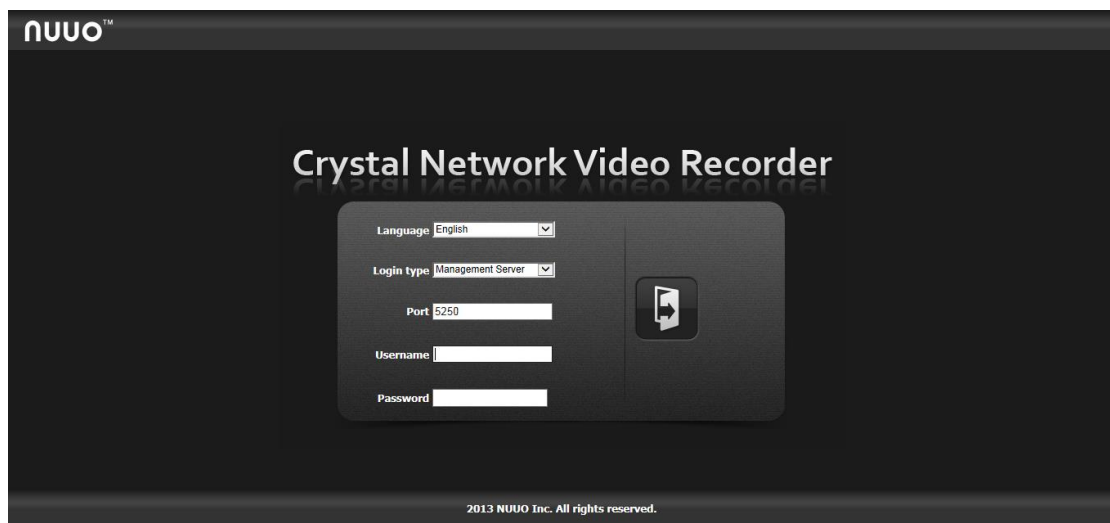 nuuo™
Crystal Network Video Recorder
Language English
Login type Management Server
Port 5250
Username
Password
2013 NUUO Inc. All rights reserved.